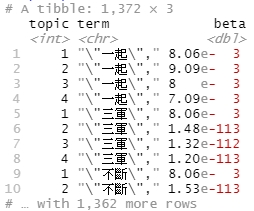 # A tibble: 1,372 × 3
topic term beta
<int> <chr> <dbl>
1 1 "\"一起\"," 8.06e- 3
2 2 "\"一起\"," 9.09e- 3
3 3 "\"一起\"," 8 e- 3
4 4 "\"一起\"," 7.09e- 3
5 1 "\"三軍\"," 8.06e- 3
6 2 "\"三軍\"," 1.48e-113
7 3 "\"三軍\"," 1.32e-112
8 4 "\"三軍\"," 1.20e-113
9 1 "\"不斷\"," 8.06e- 3
10 2 "\"不斷\"," 1.53e-113
# … with 1,362 more rows